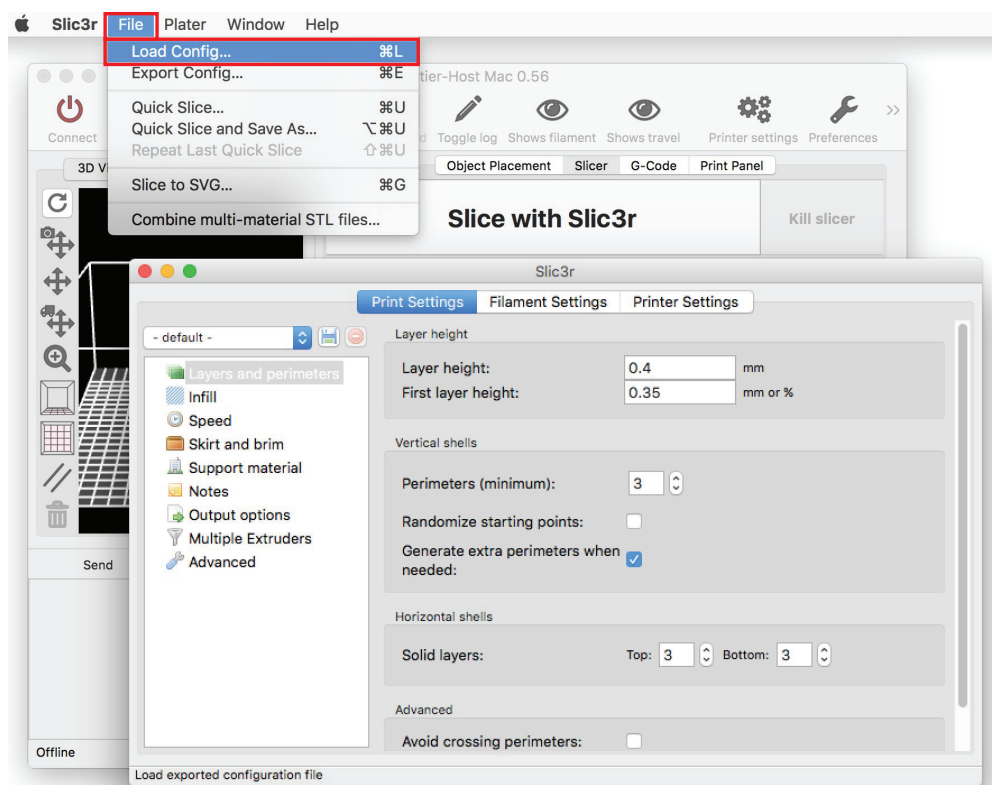 Slic3r File Plater Window Help
Load Config... ⌘L
Export Config... ⌘E
Quick Slice... ⌘U
Quick Slice and Save As... ⌥⌘U
Repeat Last Quick Slice ⇧⌘U
Slice to SVG... ⌘G
Combine multi-material STL files...
tier-Host Mac 0.56
Connect
Toggle log Shows filament Shows travel Printer settings Preferences
3D Vi
Object Placement Slicer G-Code Print Panel
Slice with Slic3r
Kill slicer
Slic3r
Print Settings Filament Settings Printer Settings
- default -
Layers and perimeters
Infill
Speed
Skirt and brim
Support material
Notes
Output options
Multiple Extruders
Advanced
Layer height
Layer height: 0.4 mm
First layer height: 0.35 mm or %
Vertical shells
Perimeters (minimum): 3
Randomize starting points:
Generate extra perimeters when
needed:
Horizontal shells
Solid layers: Top: 3 Bottom: 3
Advanced
Avoid crossing perimeters:
Send
Offline
Load exported configuration file